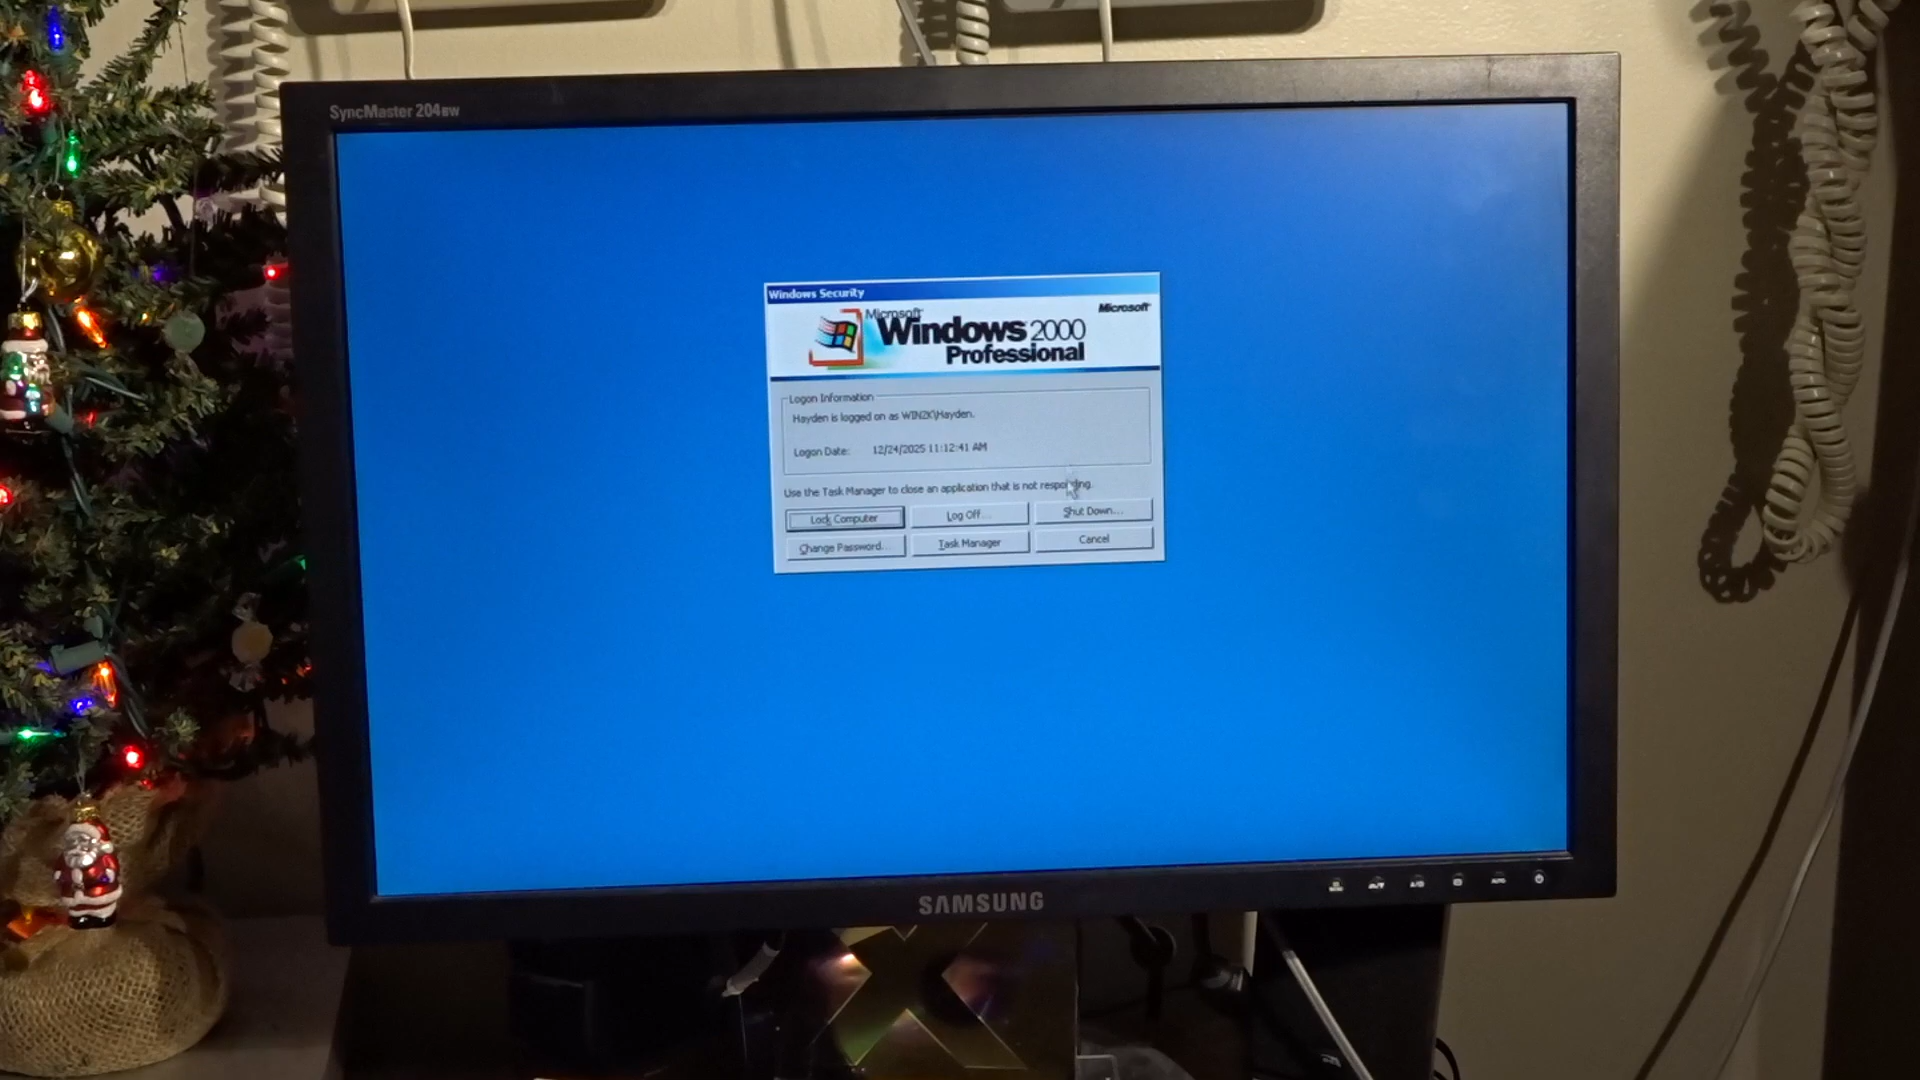 SyncMaster 204BW
Windows Security
Microsoft
Microsoft
Windows 2000
Professional
Logon Information
Hayden is logged on as WIN2K\Hayden.
Logon Date: 12/24/2025 11:12:41 AM
Use the Task Manager to close an application that is not responding.
Lock Computer
Log Off...
Shut Down...
Change Password...
Task Manager
Cancel
SAMSUNG
AUTO